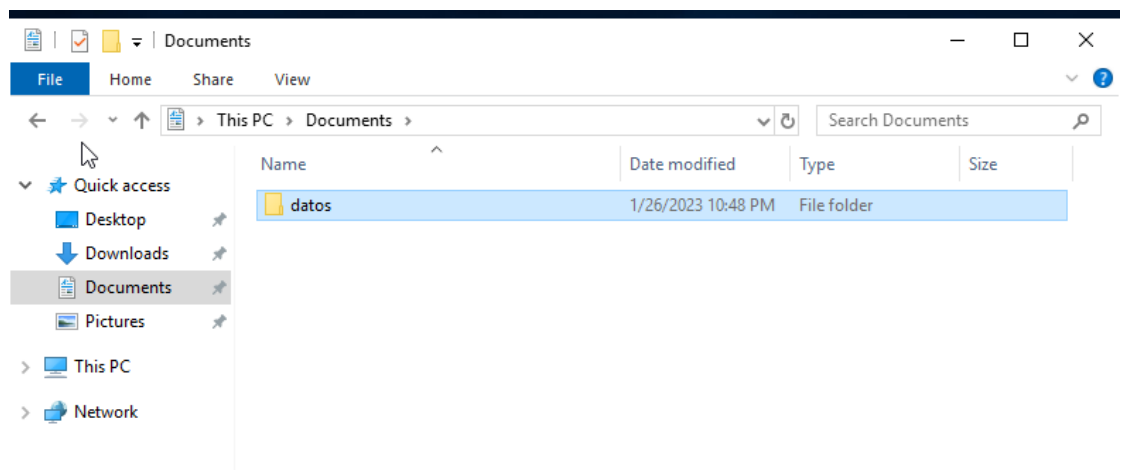 Documents
File Home Share View
This PC > Documents >
Search Documents
Name Date modified Type Size
Quick access
datos 1/26/2023 10:48 PM File folder
Desktop
Downloads
Documents
Pictures
This PC
Network